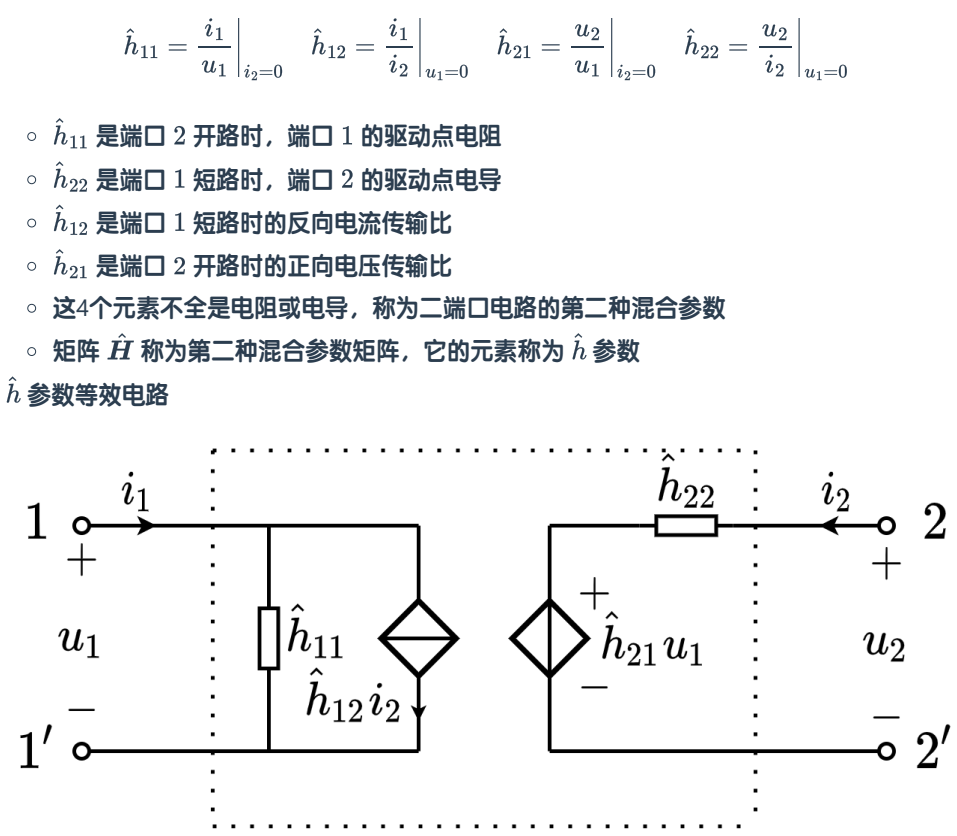 $\hat{h}_{11} = \left.\frac{i_1}{u_1}\right|_{i_2=0} \quad \hat{h}_{12} = \left.\frac{i_1}{i_2}\right|_{u_1=0} \quad \hat{h}_{21} = \left.\frac{u_2}{u_1}\right|_{i_2=0} \quad \hat{h}_{22} = \left.\frac{u_2}{i_2}\right|_{u_1=0}$
○ $\hat{h}_{11}$ 是端口 2 开路时，端口 1 的驱动点电阻
○ $\hat{h}_{22}$ 是端口 1 短路时，端口 2 的驱动点电导
○ $\hat{h}_{12}$ 是端口 1 短路时的反向电流传输比
○ $\hat{h}_{21}$ 是端口 2 开路时的正向电压传输比
○ 这4个元素不全是电阻或电导，称为二端口电路的第二种混合参数
○ 矩阵 $\hat{\boldsymbol{H}}$ 称为第二种混合参数矩阵，它的元素称为 $\hat{h}$ 参数
$\hat{h}$ 参数等效电路
$i_1$ $\hat{h}_{22}$ $i_2$
1 2
+ + +
$u_1$ $\hat{h}_{11}$ $\hat{h}_{21}u_1$ $u_2$
$\hat{h}_{12}i_2$
− − −
1′ 2′